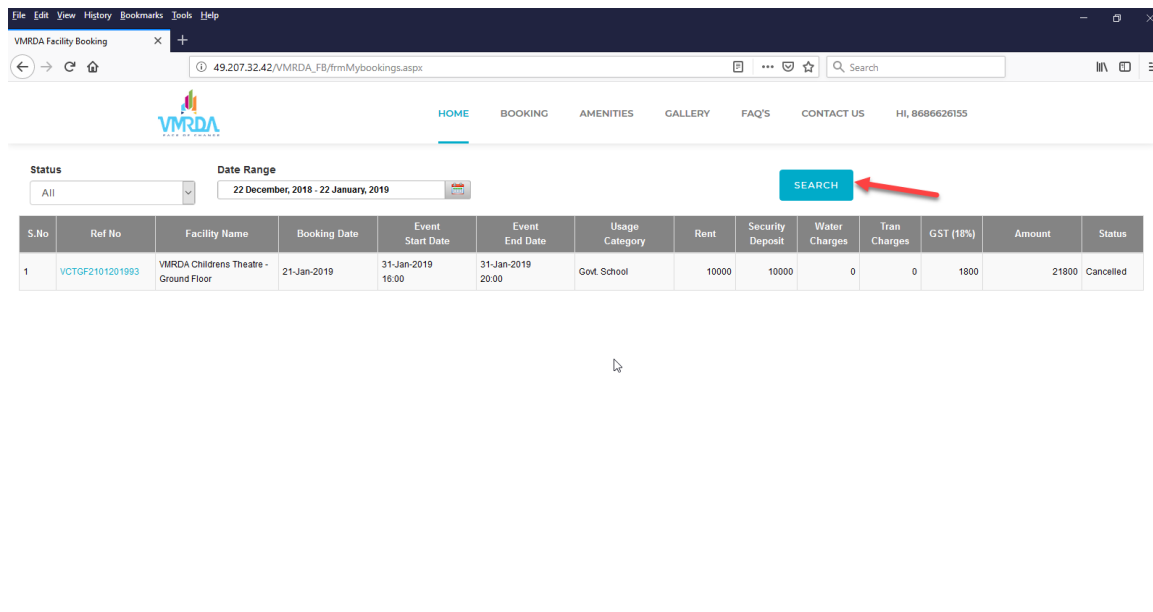 File Edit View History Bookmarks Tools Help
VMRDA Facility Booking
49.207.32.42/VMRDA_FB/frmMybookings.aspx
Search
VMRDA
HOME BOOKING AMENITIES GALLERY FAQ'S CONTACT US HI, 8686626155
Status Date Range
All 22 December, 2018 - 22 January, 2019 SEARCH
S.No Ref No Facility Name Booking Date Event Start Date Event End Date Usage Category Rent Security Deposit Water Charges Tran Charges GST (18%) Amount Status
1 VCTGF2101201993 VMRDA Childrens Theatre - Ground Floor 21-Jan-2019 31-Jan-2019 16:00 31-Jan-2019 20:00 Govt. School 10000 10000 0 0 1800 21800 Cancelled